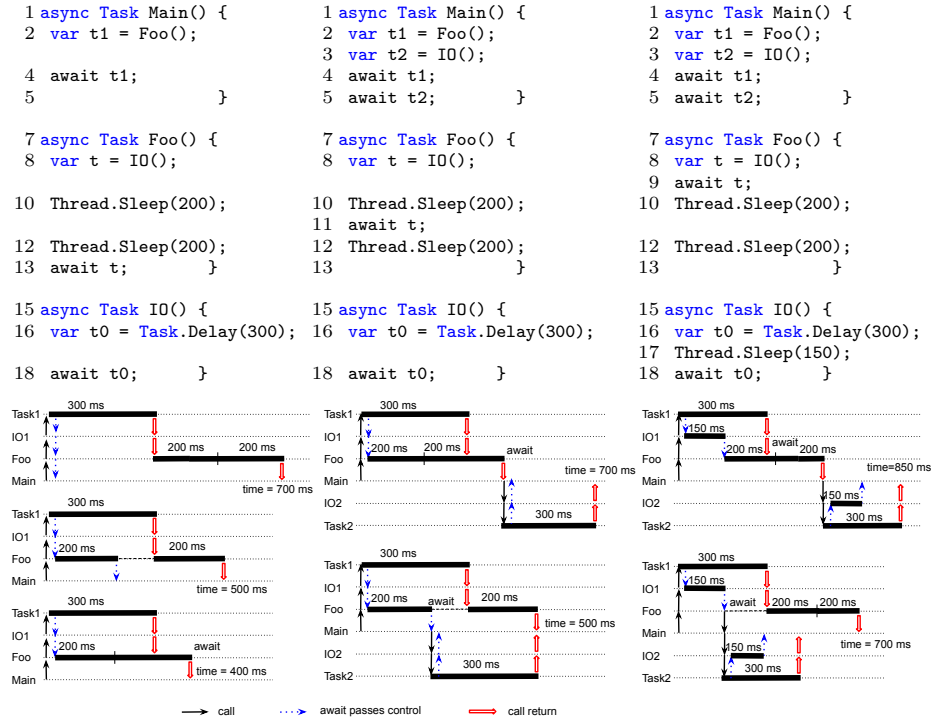 1 async Task Main() {
2 var t1 = Foo();
4 await t1;
5 }
7 async Task Foo() {
8 var t = IO();
10 Thread.Sleep(200);
12 Thread.Sleep(200);
13 await t; }
15 async Task IO() {
16 var t0 = Task.Delay(300);
18 await t0; }
1 async Task Main() {
2 var t1 = Foo();
3 var t2 = IO();
4 await t1;
5 await t2; }
7 async Task Foo() {
8 var t = IO();
10 Thread.Sleep(200);
11 await t;
12 Thread.Sleep(200);
13 }
15 async Task IO() {
16 var t0 = Task.Delay(300);
18 await t0; }
1 async Task Main() {
2 var t1 = Foo();
3 var t2 = IO();
4 await t1;
5 await t2; }
7 async Task Foo() {
8 var t = IO();
9 await t;
10 Thread.Sleep(200);
12 Thread.Sleep(200);
13 }
15 async Task IO() {
16 var t0 = Task.Delay(300);
17 Thread.Sleep(150);
18 await t0; }
300 ms
Task1
IO1
200 ms 200 ms
Foo
Main
time = 700 ms
300 ms
Task1
IO1
200 ms 200 ms
Foo
Main
time = 500 ms
300 ms
Task1
IO1
200 ms await
Foo
time = 400 ms
Main
300 ms
Task1
IO1
200 ms 200 ms await
Foo
time = 700 ms
Main
IO2
300 ms
Task2
300 ms
Task1
IO1
200 ms await 200 ms
Foo
time = 500 ms
Main
IO2
300 ms
Task2
300 ms
Task1
150 ms
IO1
await
200 ms 200 ms
Foo
time=850 ms
Main
150 ms
IO2
300 ms
Task2
300 ms
Task1
150 ms
IO1
await 200 ms 200 ms
Foo
Main
time = 700 ms
150 ms
IO2
300 ms
Task2
call
await passes control
call return